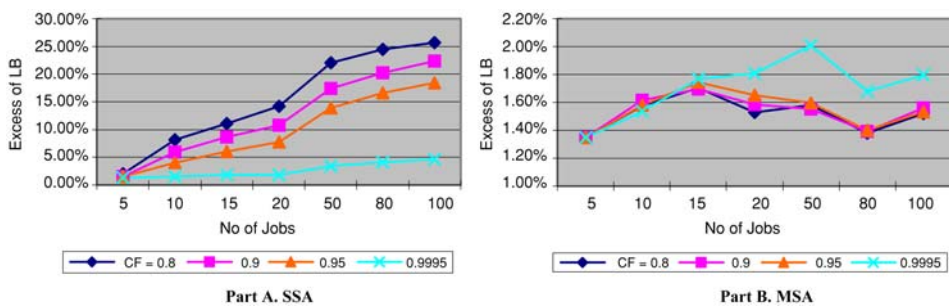 30.00%
25.00%
20.00%
15.00%
10.00%
5.00%
0.00%
Excess of LB
5 10 15 20 50 80 100
No of Jobs
CF = 0.8 0.9 0.95 0.9995
Part A. SSA
2.20%
2.00%
1.80%
1.60%
1.40%
1.20%
1.00%
Excess of LB
5 10 15 20 50 80 100
No of Jobs
CF = 0.8 0.9 0.95 0.9995
Part B. MSA